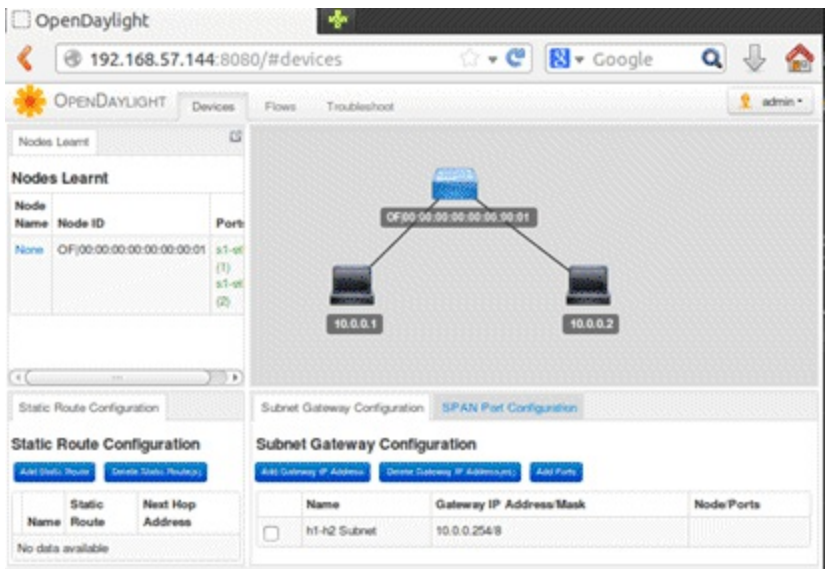 OpenDaylight
192.168.57.144:8080/#devices
Google
OPENDAYLIGHT
Devices
Flows
Troubleshoot
admin
Nodes Learnt
Nodes Learnt
Node Name
Node ID
Ports
None
OF|00:00:00:00:00:00:00:01
(1)
(2)
OF|00:00:00:00:00:00:00:01
10.0.0.1
10.0.0.2
Static Route Configuration
Static Route Configuration
Add Static Route
Delete Static Route(s)
Name
Static Route
Next Hop Address
No data available
Subnet Gateway Configuration
SPAN Port Configuration
Subnet Gateway Configuration
Add Gateway IP Address
Delete Gateway IP Address(es)
Add Ports
Name
Gateway IP Address/Mask
Node/Ports
h1-h2 Subnet
10.0.0.254/8